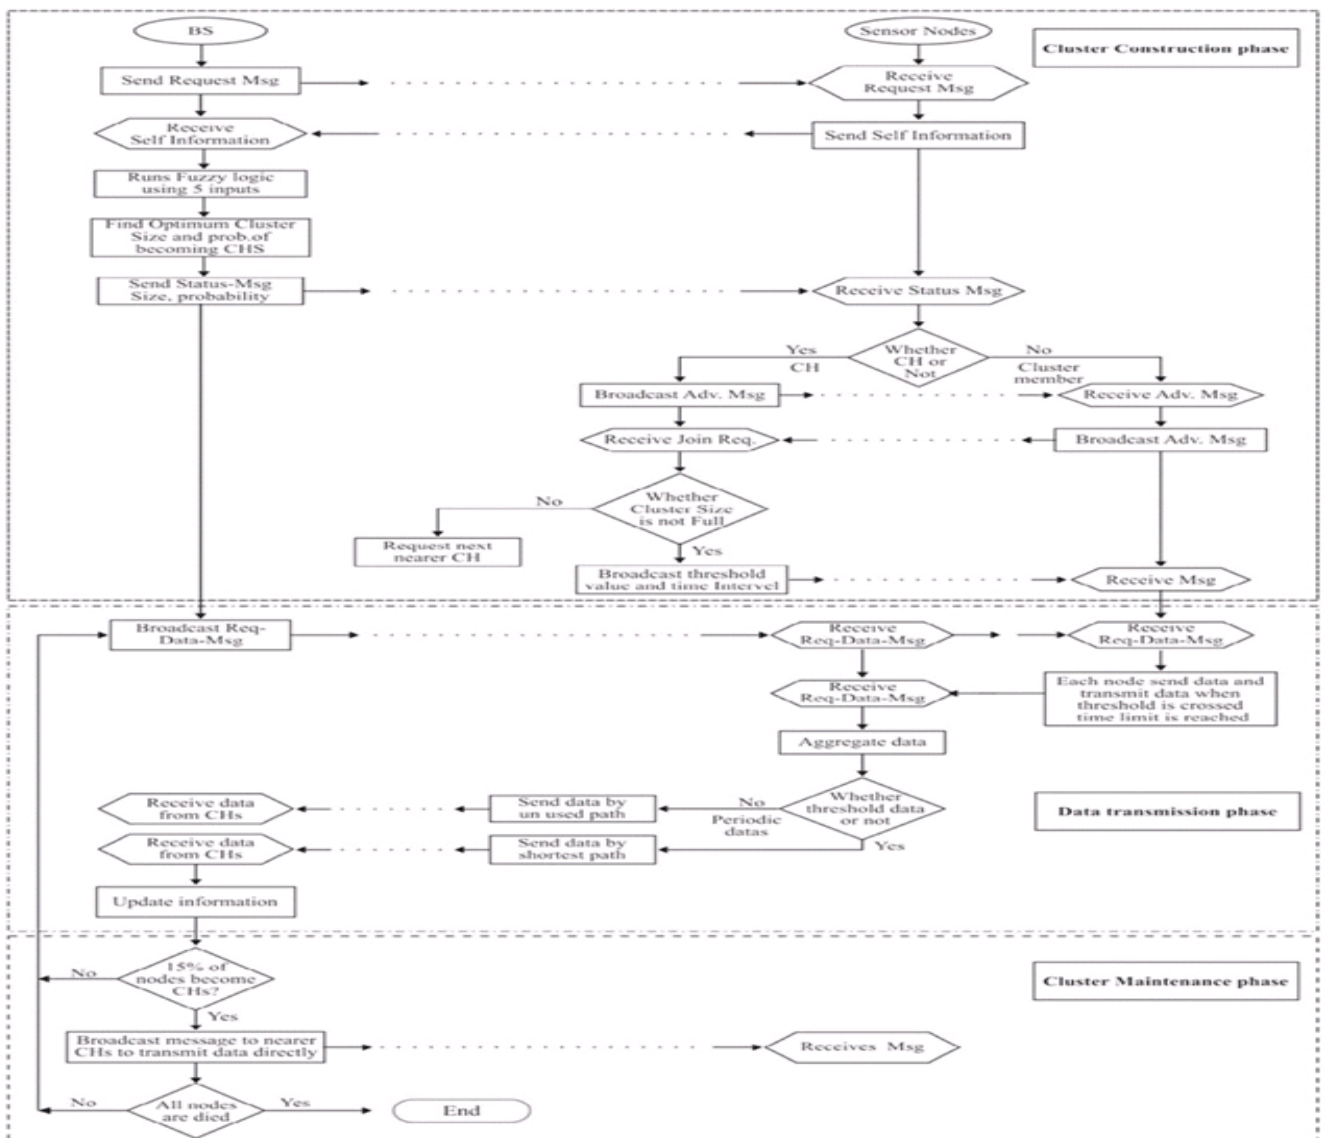 BS
Sensor Nodes
Cluster Construction phase
Send Request Msg
Receive
Request Msg
Receive
Self Information
Send Self Information
Runs Fuzzy logic
using 5 inputs
Find Optimum Cluster
Size and prob.of
becoming CHS
Send Status-Msg
Size, probability
Receive Status Msg
Whether
CH or
Not
Yes
CH
No
Cluster
member
Broadcast Adv. Msg
Receive Adv. Msg
Receive Join Req.
Broadcast Adv. Msg
Whether
Cluster Size
is not Full
No
Yes
Request next
nearer CH
Broadcast threshold
value and time Intervel
Receive Msg
Broadcast Req-
Data-Msg
Receive
Req-Data-Msg
Receive
Req-Data-Msg
Receive
Req-Data-Msg
Each node send data and
transmit data when
threshold is crossed
time limit is reached
Aggregate data
Whether
threshold data
or not
No
Periodic
datas
Yes
Send data by
un used path
Receive data
from CHs
Data transmission phase
Send data by
shortest path
Receive data
from CHs
Update information
15% of
nodes become
CHs?
No
Yes
Cluster Maintenance phase
Broadcast message to nearer
CHs to transmit data directly
Receives Msg
All nodes
are died
No
Yes
End